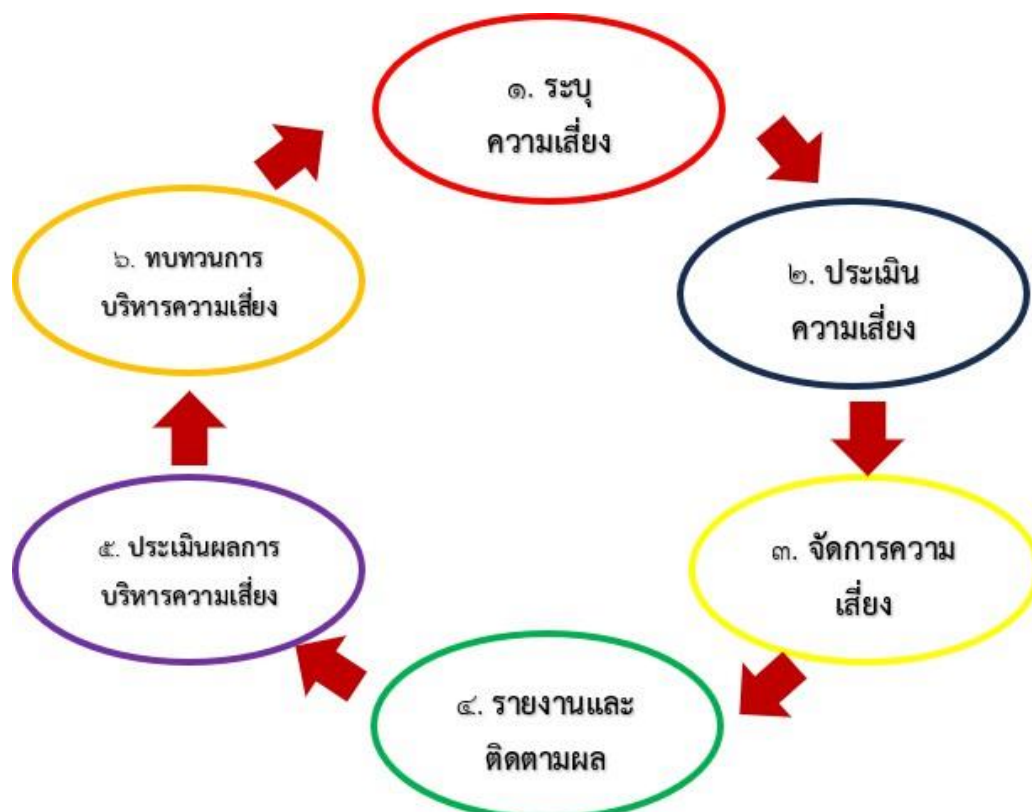 ๑. ระบุ
ความเสี่ยง
๒. ประเมิน
ความเสี่ยง
๓. จัดการความ
เสี่ยง
๔. รายงานและ
ติดตามผล
๕. ประเมินผลการ
บริหารความเสี่ยง
๖. ทบทวนการ
บริหารความเสี่ยง